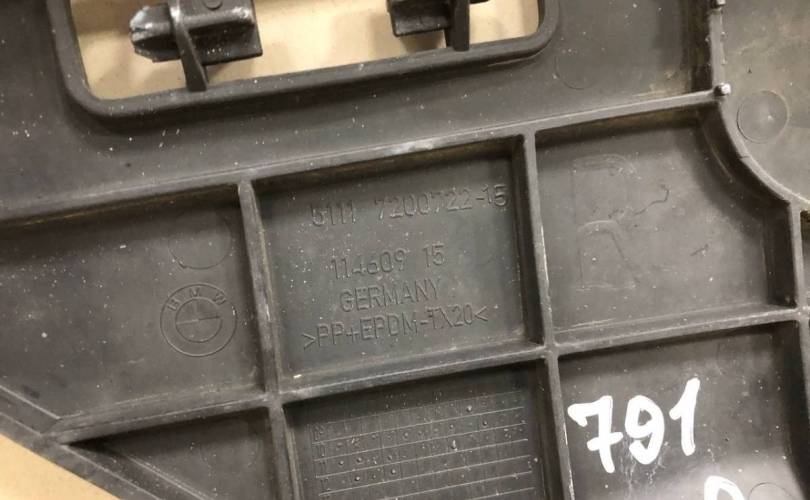 5111 7200722-15
R
114609 15
GERMANY
BMW
>PP+EPDM-TX20<
791